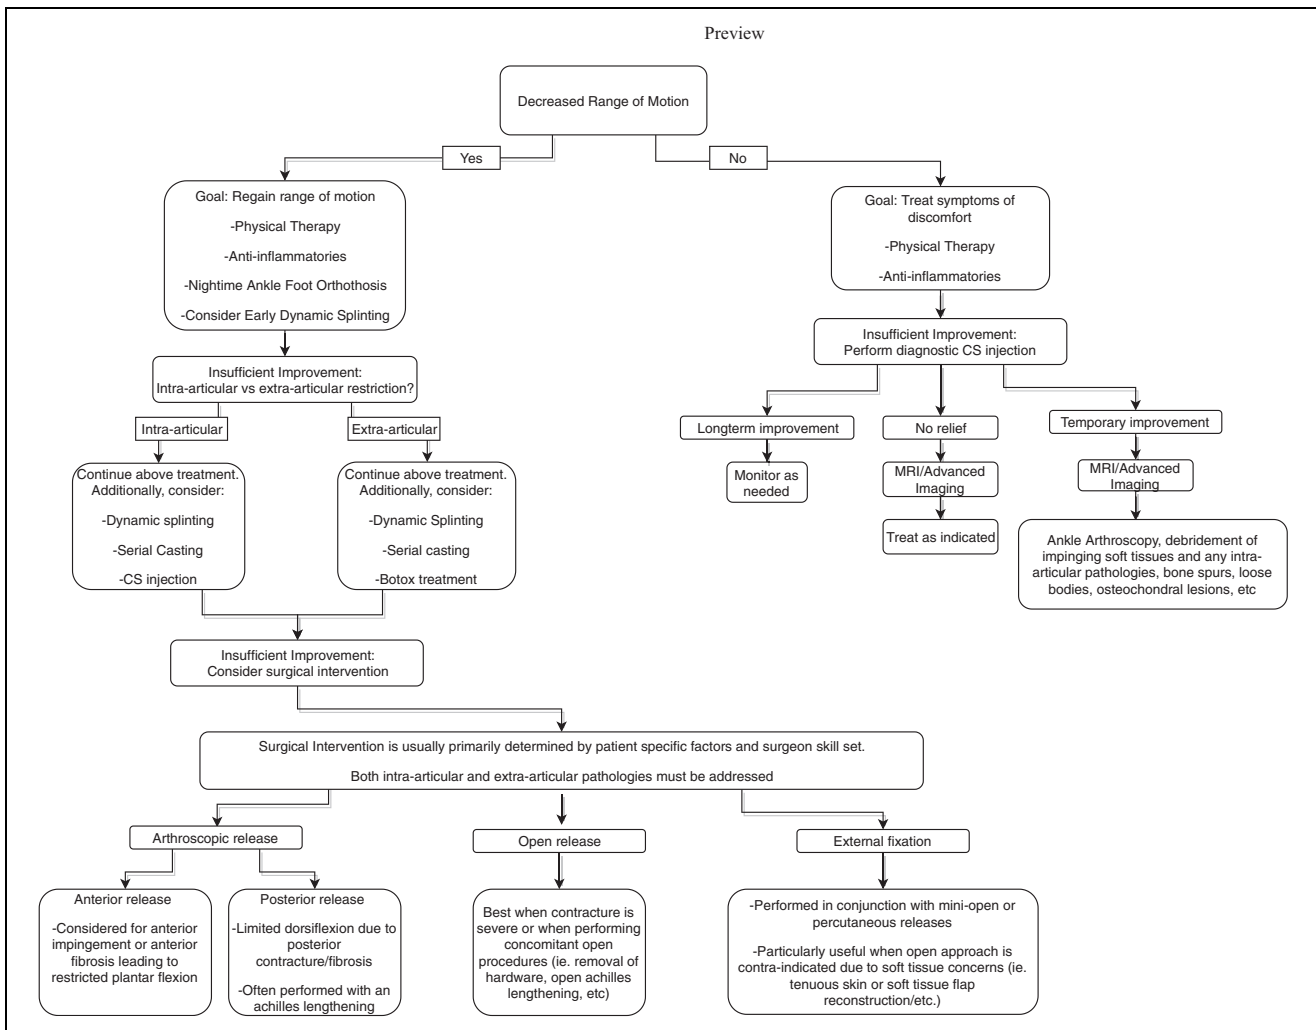 Preview
Decreased Range of Motion
Yes
No
Goal: Regain range of motion
-Physical Therapy
-Anti-inflammatories
-Nightime Ankle Foot Orthothosis
-Consider Early Dynamic Splinting
Goal: Treat symptoms of
discomfort
-Physical Therapy
-Anti-inflammatories
Insufficient Improvement:
Intra-articular vs extra-articular restriction?
Insufficient Improvement:
Perform diagnostic CS injection
Intra-articular
Extra-articular
Longterm improvement
No relief
Temporary improvement
Continue above treatment.
Additionally, consider:
-Dynamic splinting
-Serial Casting
-CS injection
Continue above treatment.
Additionally, consider:
-Dynamic Splinting
-Serial casting
-Botox treatment
Monitor as
needed
MRI/Advanced
Imaging
MRI/Advanced
Imaging
Treat as indicated
Ankle Arthroscopy, debridement of
impinging soft tissues and any intra-
articular pathologies, bone spurs, loose
bodies, osteochondral lesions, etc
Insufficient Improvement:
Consider surgical intervention
Surgical Intervention is usually primarily determined by patient specific factors and surgeon skill set.
Both intra-articular and extra-articular pathologies must be addressed
Arthroscopic release
Open release
External fixation
Anterior release
-Considered for anterior
impingement or anterior
fibrosis leading to
restricted plantar flexion
Posterior release
-Limited dorsiflexion due to
posterior
contracture/fibrosis
-Often performed with an
achilles lengthening
Best when contracture is
severe or when performing
concomitant open
procedures (ie. removal of
hardware, open achilles
lengthening, etc)
-Performed in conjunction with mini-open or
percutaneous releases
-Particularly useful when open approach is
contra-indicated due to soft tissue concerns (ie.
tenuous skin or soft tissue flap
reconstruction/etc.)